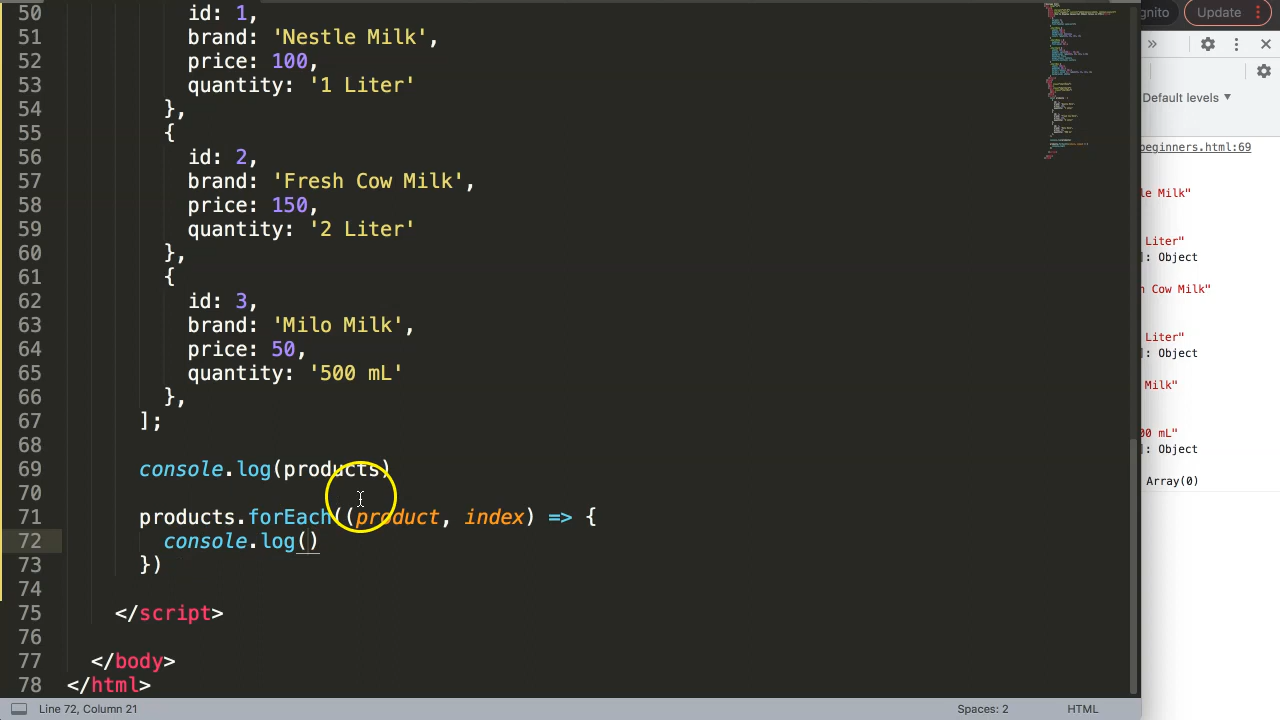 50 id: 1,
51 brand: 'Nestle Milk',
52 price: 100,
53 quantity: '1 Liter'
54 },
55 {
56 id: 2,
57 brand: 'Fresh Cow Milk',
58 price: 150,
59 quantity: '2 Liter'
60 },
61 {
62 id: 3,
63 brand: 'Milo Milk',
64 price: 50,
65 quantity: '500 mL'
66 },
67 ];
68
69 console.log(products)
70
71 products.forEach((product, index) => {
72 console.log()
73 })
74
75 </script>
76
77 </body>
78 </html>
Line 72, Column 21
Spaces: 2
HTML
gnito
Update
Default levels
beginners.html:69
le Milk"
Liter"
]: Object
h Cow Milk"
Liter"
]: Object
Milk"
00 mL"
]: Object
Array(0)